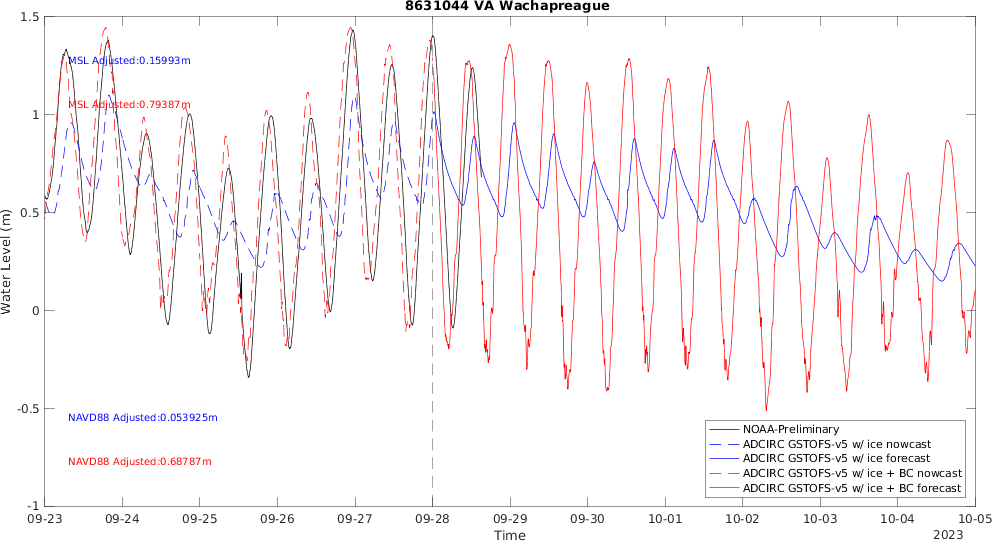 8631044 VA Wachapreague
1.5
1
0.5
0
-0.5
-1
Water Level (m)
MSL Adjusted:0.15993m
MSL Adjusted:0.79387m
NAVD88 Adjusted:0.053925m
NAVD88 Adjusted:0.68787m
NOAA-Preliminary
ADCIRC GSTOFS-v5 w/ ice nowcast
ADCIRC GSTOFS-v5 w/ ice forecast
ADCIRC GSTOFS-v5 w/ ice + BC nowcast
ADCIRC GSTOFS-v5 w/ ice + BC forecast
09-23 09-24 09-25 09-26 09-27 09-28 09-29 09-30 10-01 10-02 10-03 10-04 10-05
Time
2023